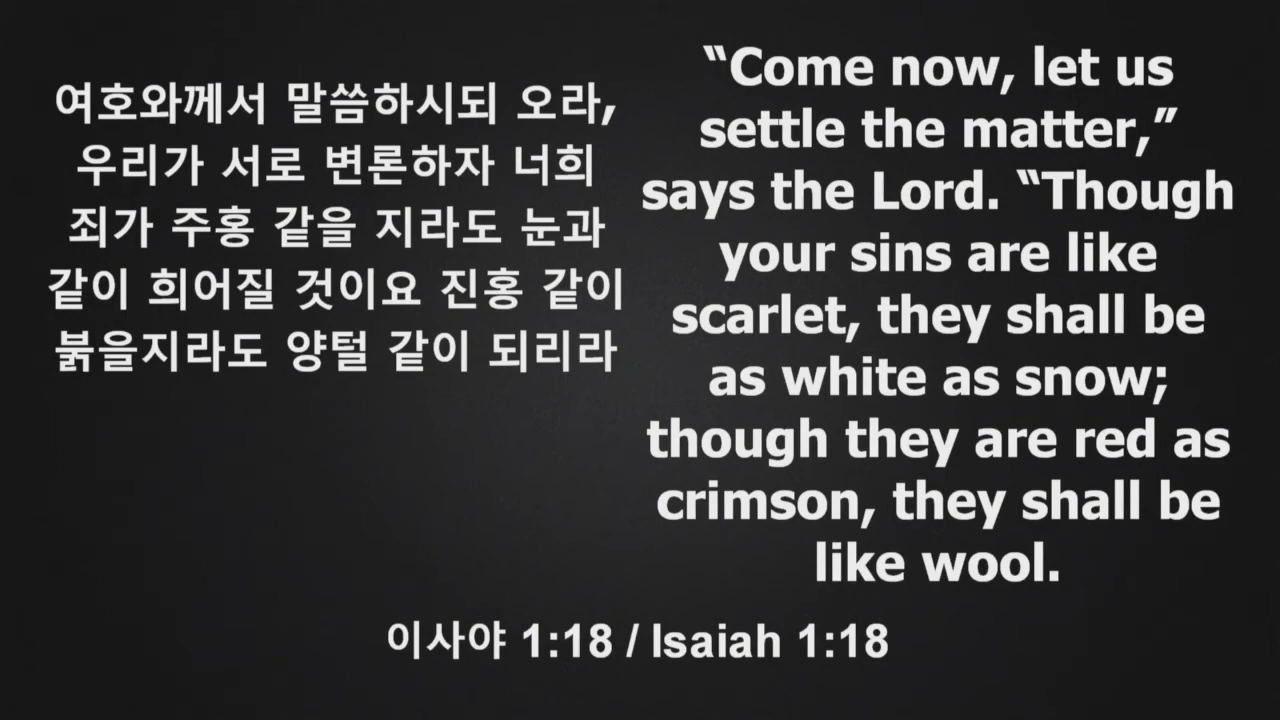 여호와께서 말씀하시되 오라,
우리가 서로 변론하자 너희
죄가 주홍 같을 지라도 눈과
같이 희어질 것이요 진홍 같이
붉을지라도 양털 같이 되리라
“Come now, let us
settle the matter,”
says the Lord. “Though
your sins are like
scarlet, they shall be
as white as snow;
though they are red as
crimson, they shall be
like wool.
이사야 1:18 / Isaiah 1:18